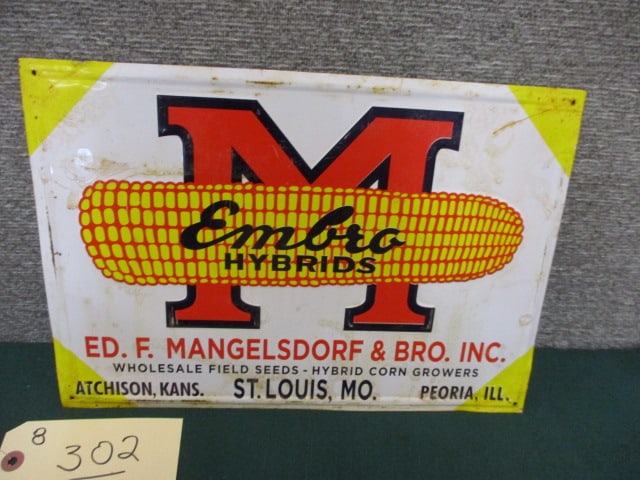 M
Embro
HYBRIDS
ED. F. MANGELSDORF & BRO. INC.
WHOLESALE FIELD SEEDS - HYBRID CORN GROWERS
ATCHISON, KANS. ST. LOUIS, MO. PEORIA, ILL.
8
302